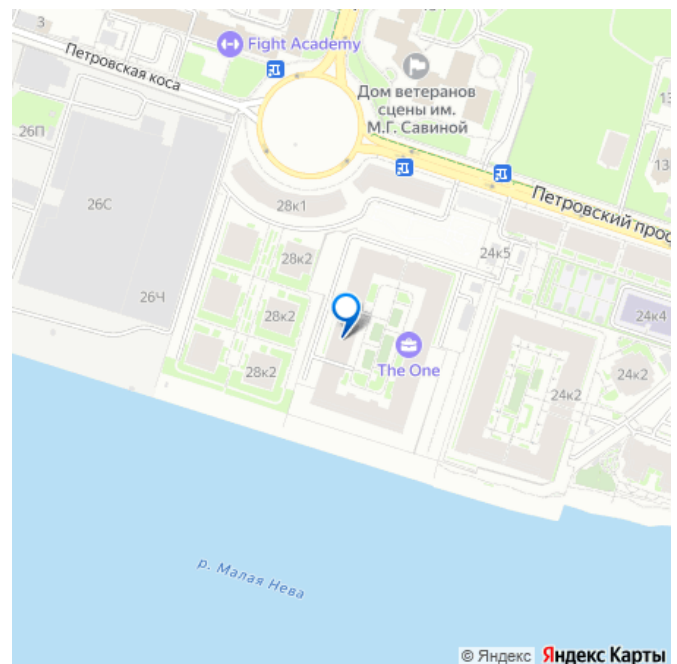 3
Петровская коса
Fight Academy
Дом ветеранов
сцены им.
М.Г. Савиной
26П
13
Петровский прос
26С
28к1
28к2
24к5
26Ч
28к2
24к4
The One
28к2
24к2
24к2
р. Малая Нева
© Яндекс Яндекс Карты